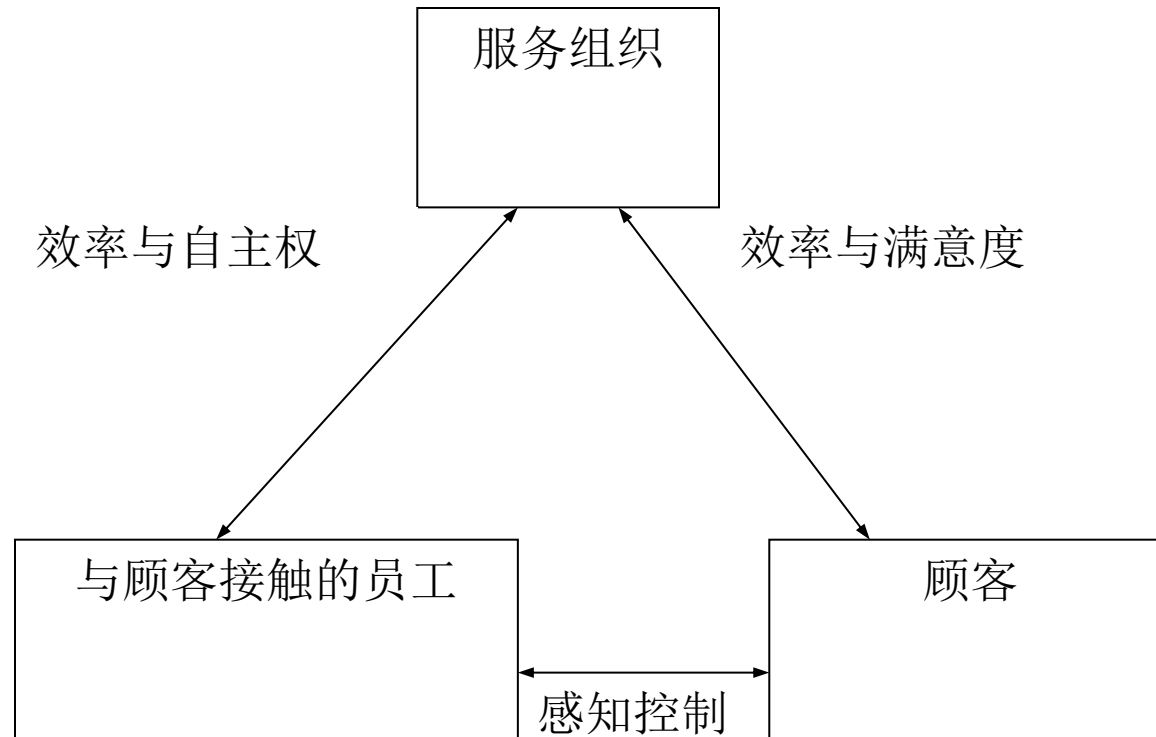 服务组织
效率与自主权
效率与满意度
与顾客接触的员工
顾客
感知控制